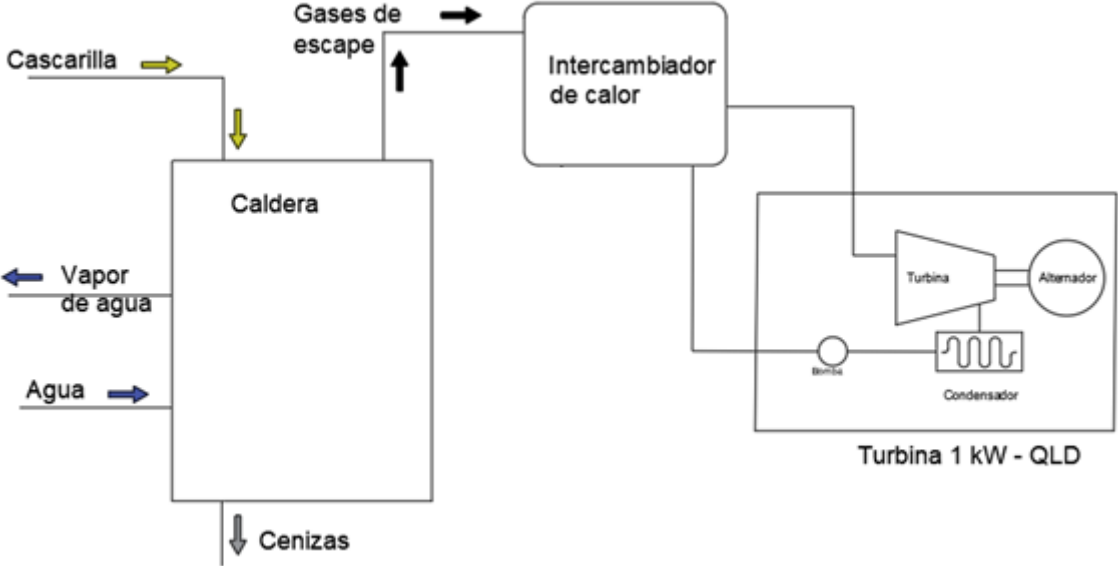 Gases de
escape
Cascarilla
Intercambiador
de calor
Caldera
Vapor
de agua
Agua
Cenizas
Turbina
Alternador
Bomba
Condensador
Turbina 1 kW - QLD